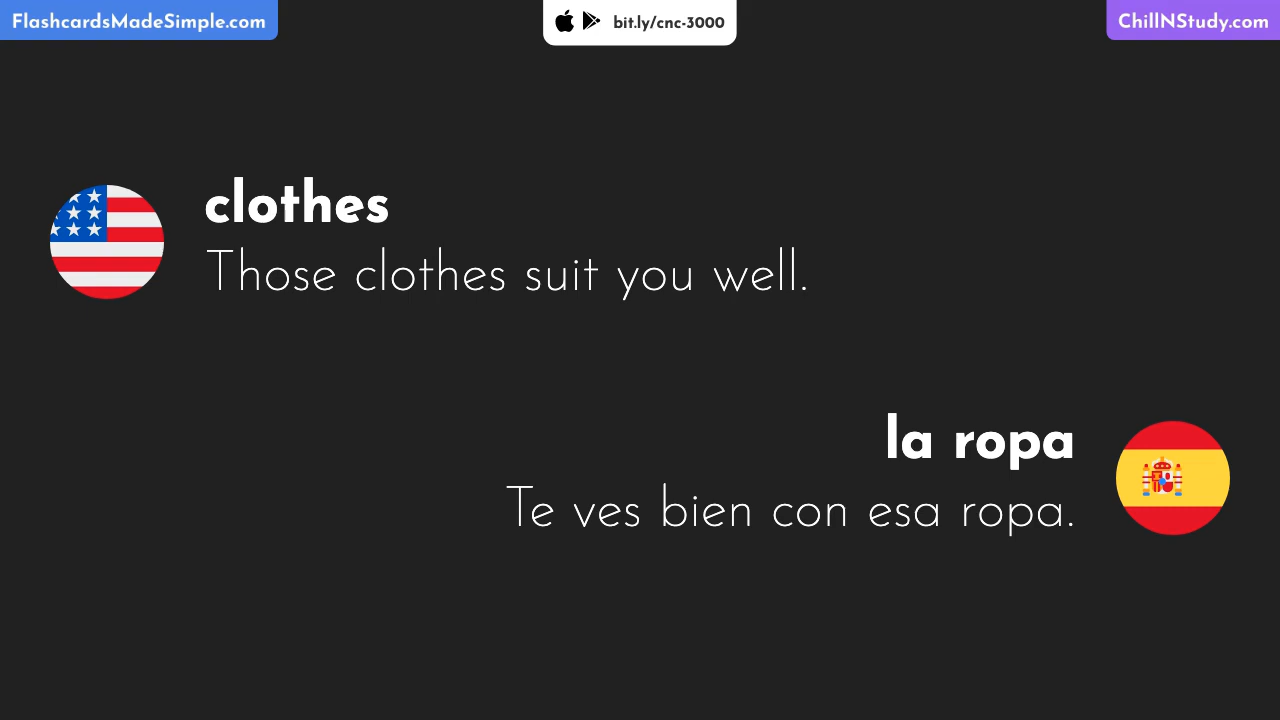 FlashcardsMadeSimple.com
bit.ly/cnc-3000
ChillNStudy.com
clothes
Those clothes suit you well.
la ropa
Te ves bien con esa ropa.